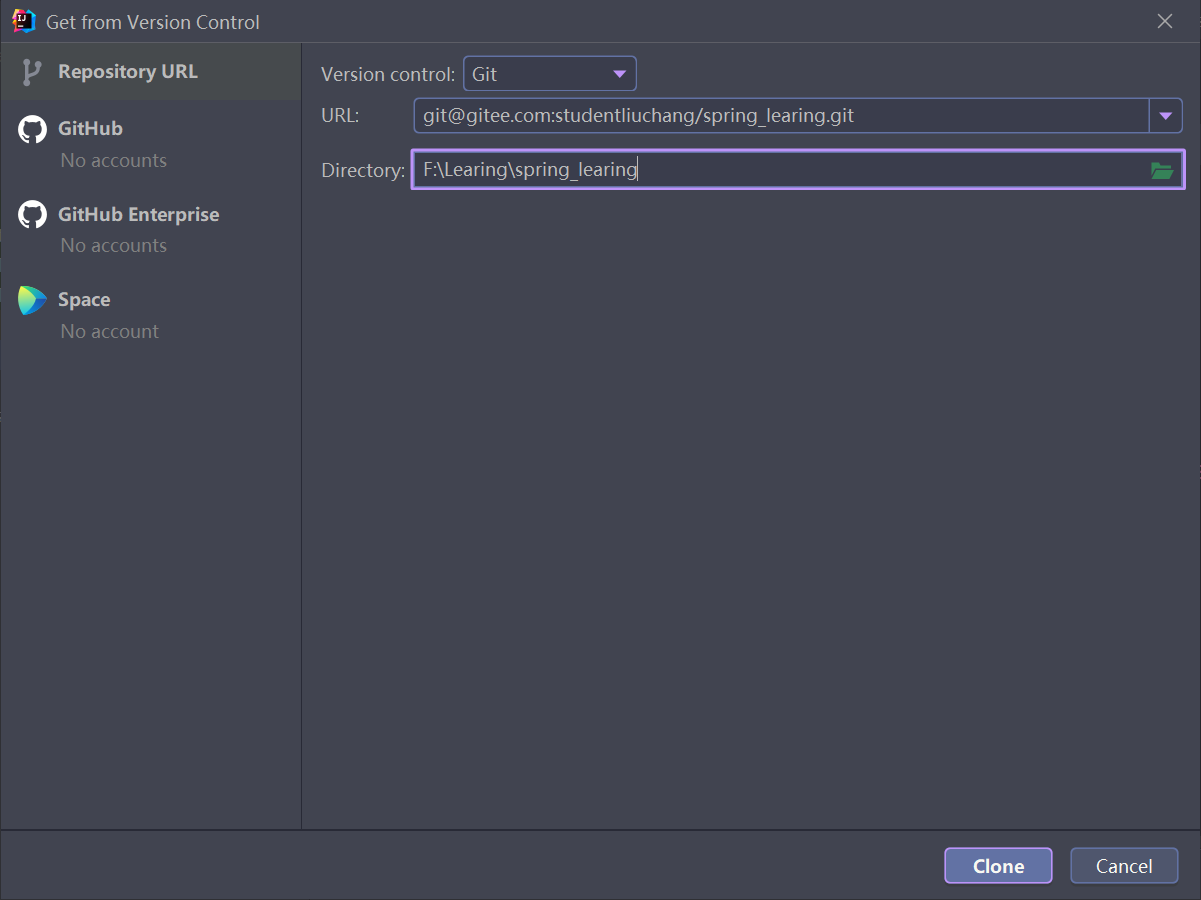 Get from Version Control
Repository URL
GitHub
No accounts
GitHub Enterprise
No accounts
Space
No account
Version control: Git
URL: git@gitee.com:studentliuchang/spring_learing.git
Directory: F:\Learing\spring_learing
Clone Cancel